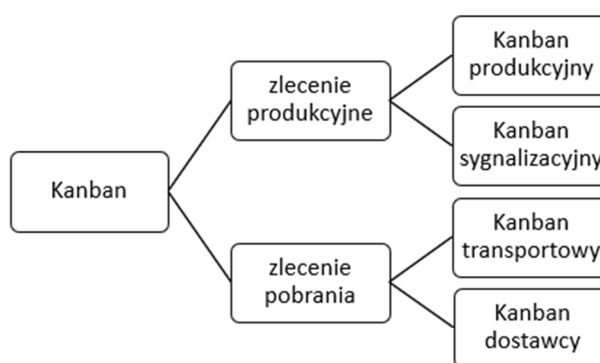 Kanban
zlecenie
produkcyjne
zlecenie
pobrania
Kanban
produkcyjny
Kanban
sygnalizacyjny
Kanban
transportowy
Kanban
dostawcy